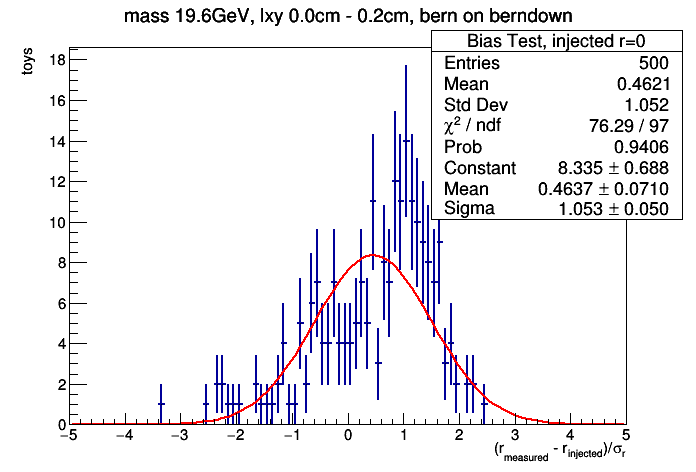 mass 19.6GeV, lxy 0.0cm - 0.2cm, bern on berndown
Bias Test, injected r=0
Entries 500
Mean 0.4621
Std Dev 1.052
χ² / ndf 76.29 / 97
Prob 0.9406
Constant 8.335 ± 0.688
Mean 0.4637 ± 0.0710
Sigma 1.053 ± 0.050
toys
18
16
14
12
10
8
6
4
2
0
−5 −4 −3 −2 −1 0 1 2 3 4 5
(r_measured - r_injected)/σ_r